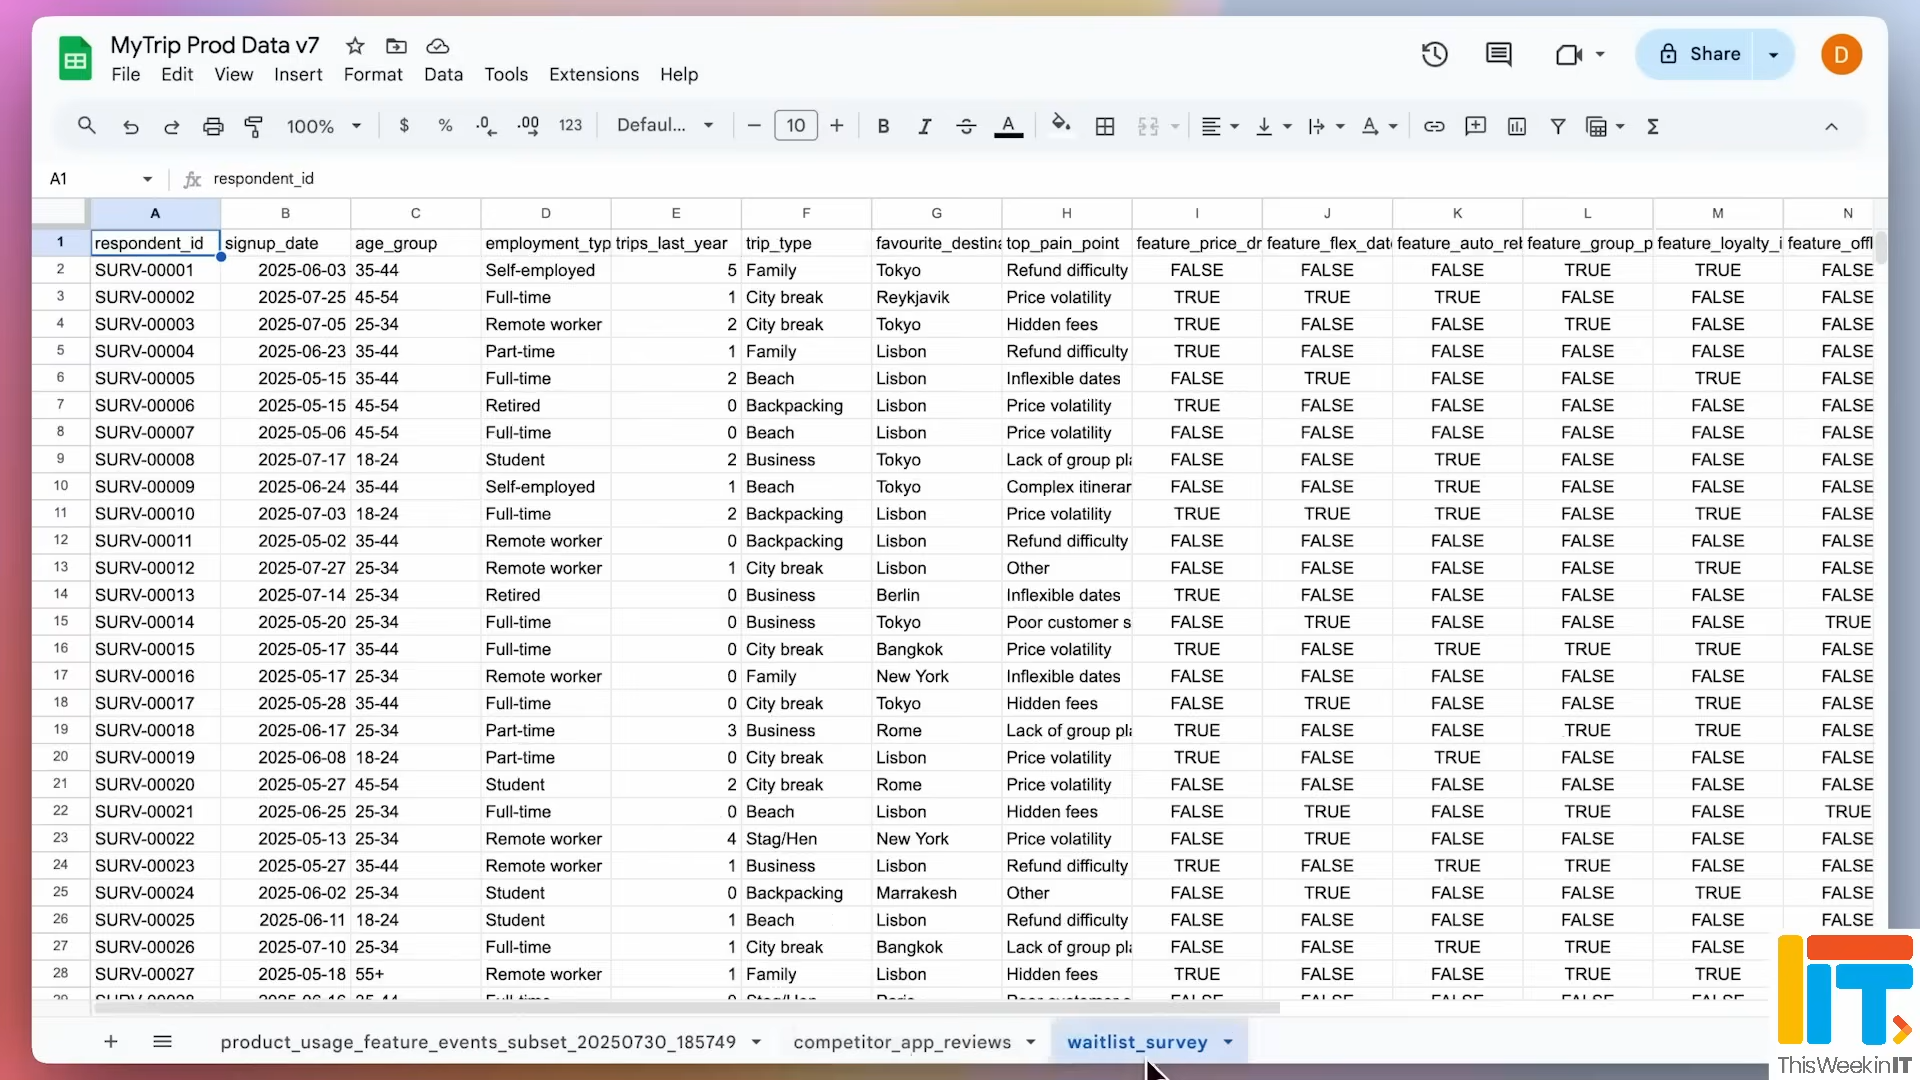 MyTrip Prod Data v7
File Edit View Insert Format Data Tools Extensions Help
Share
D
100% $ % .0 .00 123 Defaul... 10 B I A
A1 fx respondent_id
A B C D E F G H I J K L M N
1 respondent_id signup_date age_group employment_typ trips_last_year trip_type favourite_destina top_pain_point feature_price_dr feature_flex_date feature_auto_reb feature_group_p feature_loyalty_i feature_offl
2 SURV-00001 2025-06-03 35-44 Self-employed 5 Family Tokyo Refund difficulty FALSE FALSE FALSE TRUE TRUE FALSE
3 SURV-00002 2025-07-25 45-54 Full-time 1 City break Reykjavik Price volatility TRUE TRUE TRUE FALSE FALSE FALSE
4 SURV-00003 2025-07-05 25-34 Remote worker 2 City break Tokyo Hidden fees TRUE FALSE FALSE TRUE FALSE FALSE
5 SURV-00004 2025-06-23 35-44 Part-time 1 Family Lisbon Refund difficulty TRUE FALSE FALSE FALSE FALSE FALSE
6 SURV-00005 2025-05-15 35-44 Full-time 2 Beach Lisbon Inflexible dates FALSE TRUE FALSE FALSE TRUE FALSE
7 SURV-00006 2025-05-15 45-54 Retired 0 Backpacking Lisbon Price volatility TRUE FALSE FALSE FALSE FALSE FALSE
8 SURV-00007 2025-05-06 45-54 Full-time 0 Beach Lisbon Price volatility FALSE FALSE FALSE FALSE FALSE FALSE
9 SURV-00008 2025-07-17 18-24 Student 2 Business Tokyo Lack of group pla FALSE FALSE TRUE FALSE FALSE FALSE
10 SURV-00009 2025-06-24 35-44 Self-employed 1 Beach Tokyo Complex itinerar FALSE FALSE TRUE FALSE FALSE FALSE
11 SURV-00010 2025-07-03 18-24 Full-time 2 Backpacking Lisbon Price volatility TRUE TRUE TRUE FALSE TRUE FALSE
12 SURV-00011 2025-05-02 35-44 Remote worker 0 Backpacking Lisbon Refund difficulty FALSE FALSE FALSE FALSE FALSE FALSE
13 SURV-00012 2025-07-27 25-34 Remote worker 1 City break Lisbon Other FALSE FALSE FALSE FALSE TRUE FALSE
14 SURV-00013 2025-07-14 25-34 Retired 0 Business Berlin Inflexible dates TRUE FALSE FALSE FALSE FALSE FALSE
15 SURV-00014 2025-05-20 25-34 Full-time 0 Business Tokyo Poor customer s FALSE TRUE FALSE FALSE FALSE TRUE
16 SURV-00015 2025-05-17 35-44 Full-time 0 City break Bangkok Price volatility TRUE FALSE TRUE TRUE TRUE FALSE
17 SURV-00016 2025-05-17 25-34 Remote worker 0 Family New York Inflexible dates FALSE FALSE FALSE FALSE FALSE FALSE
18 SURV-00017 2025-05-28 35-44 Full-time 0 City break Tokyo Hidden fees FALSE TRUE FALSE FALSE TRUE FALSE
19 SURV-00018 2025-06-17 25-34 Part-time 3 Business Rome Lack of group pla TRUE FALSE FALSE TRUE TRUE FALSE
20 SURV-00019 2025-06-08 18-24 Part-time 0 City break Lisbon Price volatility TRUE FALSE TRUE FALSE FALSE FALSE
21 SURV-00020 2025-05-27 45-54 Student 2 City break Rome Price volatility FALSE FALSE FALSE FALSE FALSE FALSE
22 SURV-00021 2025-06-25 25-34 Full-time 0 Beach Lisbon Hidden fees FALSE TRUE FALSE TRUE FALSE TRUE
23 SURV-00022 2025-05-13 25-34 Remote worker 4 Stag/Hen New York Price volatility FALSE TRUE FALSE FALSE FALSE FALSE
24 SURV-00023 2025-05-27 35-44 Remote worker 1 Business Lisbon Refund difficulty TRUE FALSE TRUE TRUE FALSE FALSE
25 SURV-00024 2025-06-02 25-34 Student 0 Backpacking Marrakesh Other FALSE TRUE FALSE FALSE TRUE FALSE
26 SURV-00025 2025-06-11 18-24 Student 1 Beach Lisbon Refund difficulty FALSE FALSE FALSE FALSE FALSE FALSE
27 SURV-00026 2025-07-10 25-34 Full-time 1 City break Bangkok Lack of group pla FALSE FALSE TRUE TRUE FALSE
28 SURV-00027 2025-05-18 55+ Remote worker 1 Family Lisbon Hidden fees TRUE FALSE FALSE TRUE TRUE
product_usage_feature_events_subset_20250730_185749 competitor_app_reviews waitlist_survey
IT
ThisWeekinIT